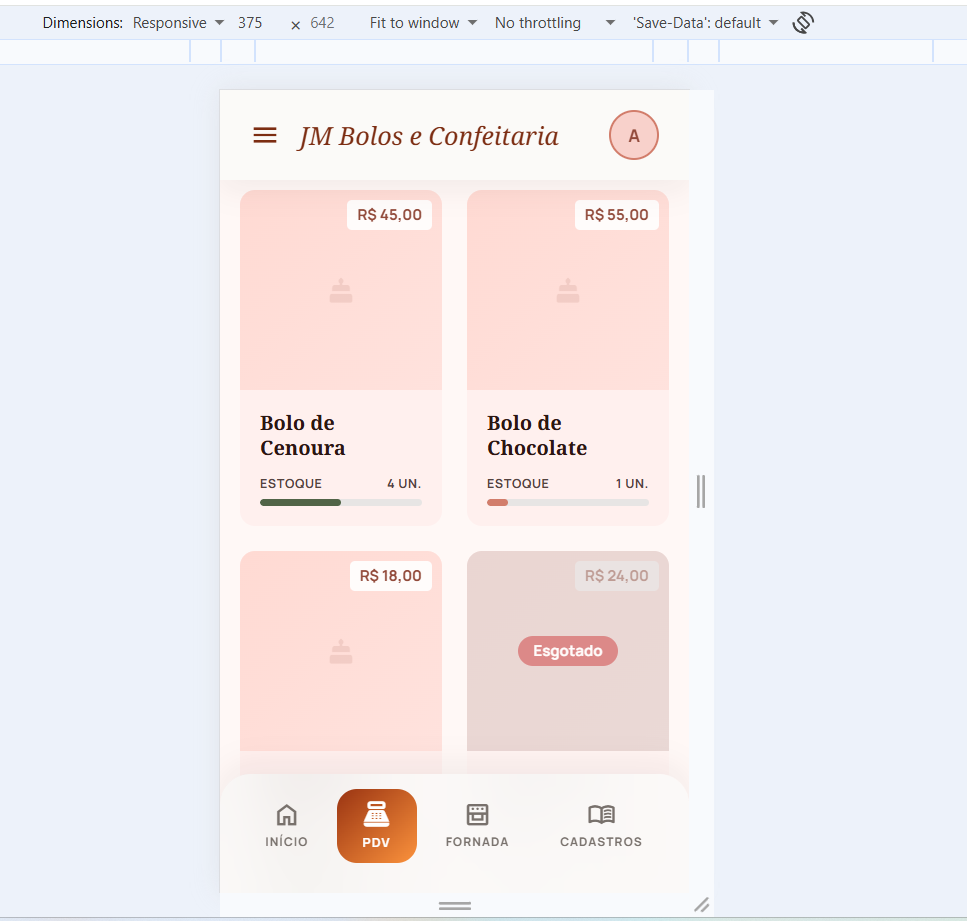 Dimensions: Responsive 375 × 642 Fit to window No throttling 'Save-Data': default
JM Bolos e Confeitaria A
R$ 45,00
R$ 55,00
Bolo de
Cenoura
ESTOQUE 4 UN.
Bolo de
Chocolate
ESTOQUE 1 UN.
R$ 18,00
R$ 24,00
Esgotado
INÍCIO PDV FORNADA CADASTROS